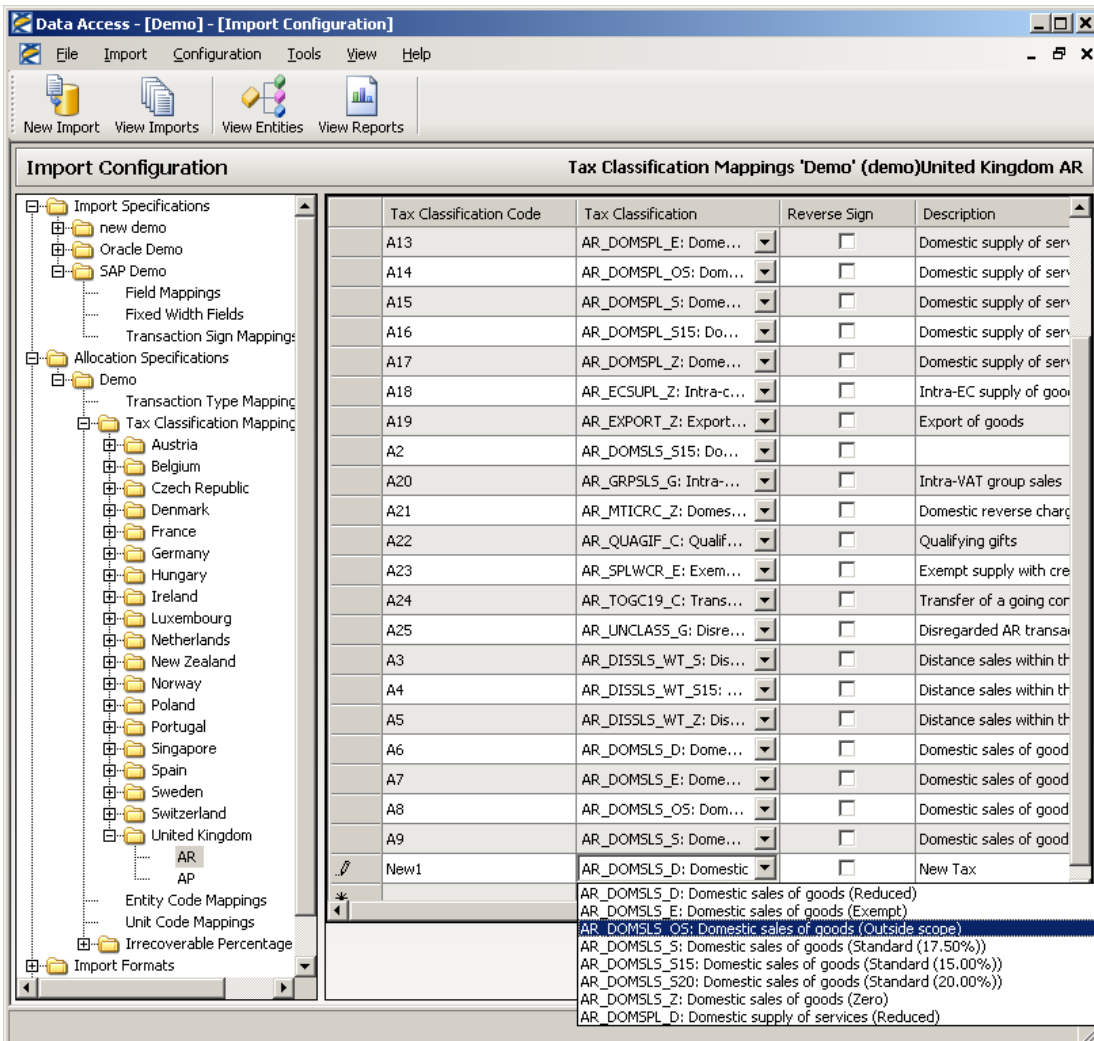 Data Access - [Demo] - [Import Configuration]
File Import Configuration Tools View Help
New Import View Imports View Entities View Reports
Import Configuration
Tax Classification Mappings 'Demo' (demo)United Kingdom AR
Import Specifications
new demo
Oracle Demo
SAP Demo
Field Mappings
Fixed Width Fields
Transaction Sign Mappings
Allocation Specifications
Demo
Transaction Type Mapping
Tax Classification Mapping
Austria
Belgium
Czech Republic
Denmark
France
Germany
Hungary
Ireland
Luxembourg
Netherlands
New Zealand
Norway
Poland
Portugal
Singapore
Spain
Sweden
Switzerland
United Kingdom
AR
AP
Entity Code Mappings
Unit Code Mappings
Irrecoverable Percentage
Import Formats
Tax Classification Code Tax Classification Reverse Sign Description
A13 AR_DOMSPL_E: Dome... Domestic supply of serv
A14 AR_DOMSPL_OS: Dom... Domestic supply of serv
A15 AR_DOMSPL_S: Dome... Domestic supply of serv
A16 AR_DOMSPL_S15: Do... Domestic supply of serv
A17 AR_DOMSPL_Z: Dome... Domestic supply of serv
A18 AR_ECSUPL_Z: Intra-c... Intra-EC supply of goo
A19 AR_EXPORT_Z: Export... Export of goods
A2 AR_DOMSLS_S15: Do...
A20 AR_GRPSLS_G: Intra-... Intra-VAT group sales
A21 AR_MTICRC_Z: Domes... Domestic reverse charg
A22 AR_QUAGIF_C: Qualif... Qualifying gifts
A23 AR_SPLWCR_E: Exem... Exempt supply with cre
A24 AR_TOGC19_C: Trans... Transfer of a going cor
A25 AR_UNCLASS_G: Disre... Disregarded AR transa
A3 AR_DISSLS_WT_S: Dis... Distance sales within th
A4 AR_DISSLS_WT_S15: ... Distance sales within th
A5 AR_DISSLS_WT_Z: Dis... Distance sales within th
A6 AR_DOMSLS_D: Dome... Domestic sales of good
A7 AR_DOMSLS_E: Dome... Domestic sales of good
A8 AR_DOMSLS_OS: Dom... Domestic sales of good
A9 AR_DOMSLS_S: Dome... Domestic sales of good
New1 AR_DOMSLS_D: Domestic New Tax
AR_DOMSLS_D: Domestic sales of goods (Reduced)
AR_DOMSLS_E: Domestic sales of goods (Exempt)
AR_DOMSLS_OS: Domestic sales of goods (Outside scope)
AR_DOMSLS_S: Domestic sales of goods (Standard (17.50%))
AR_DOMSLS_S15: Domestic sales of goods (Standard (15.00%))
AR_DOMSLS_S20: Domestic sales of goods (Standard (20.00%))
AR_DOMSLS_Z: Domestic sales of goods (Zero)
AR_DOMSPL_D: Domestic supply of services (Reduced)